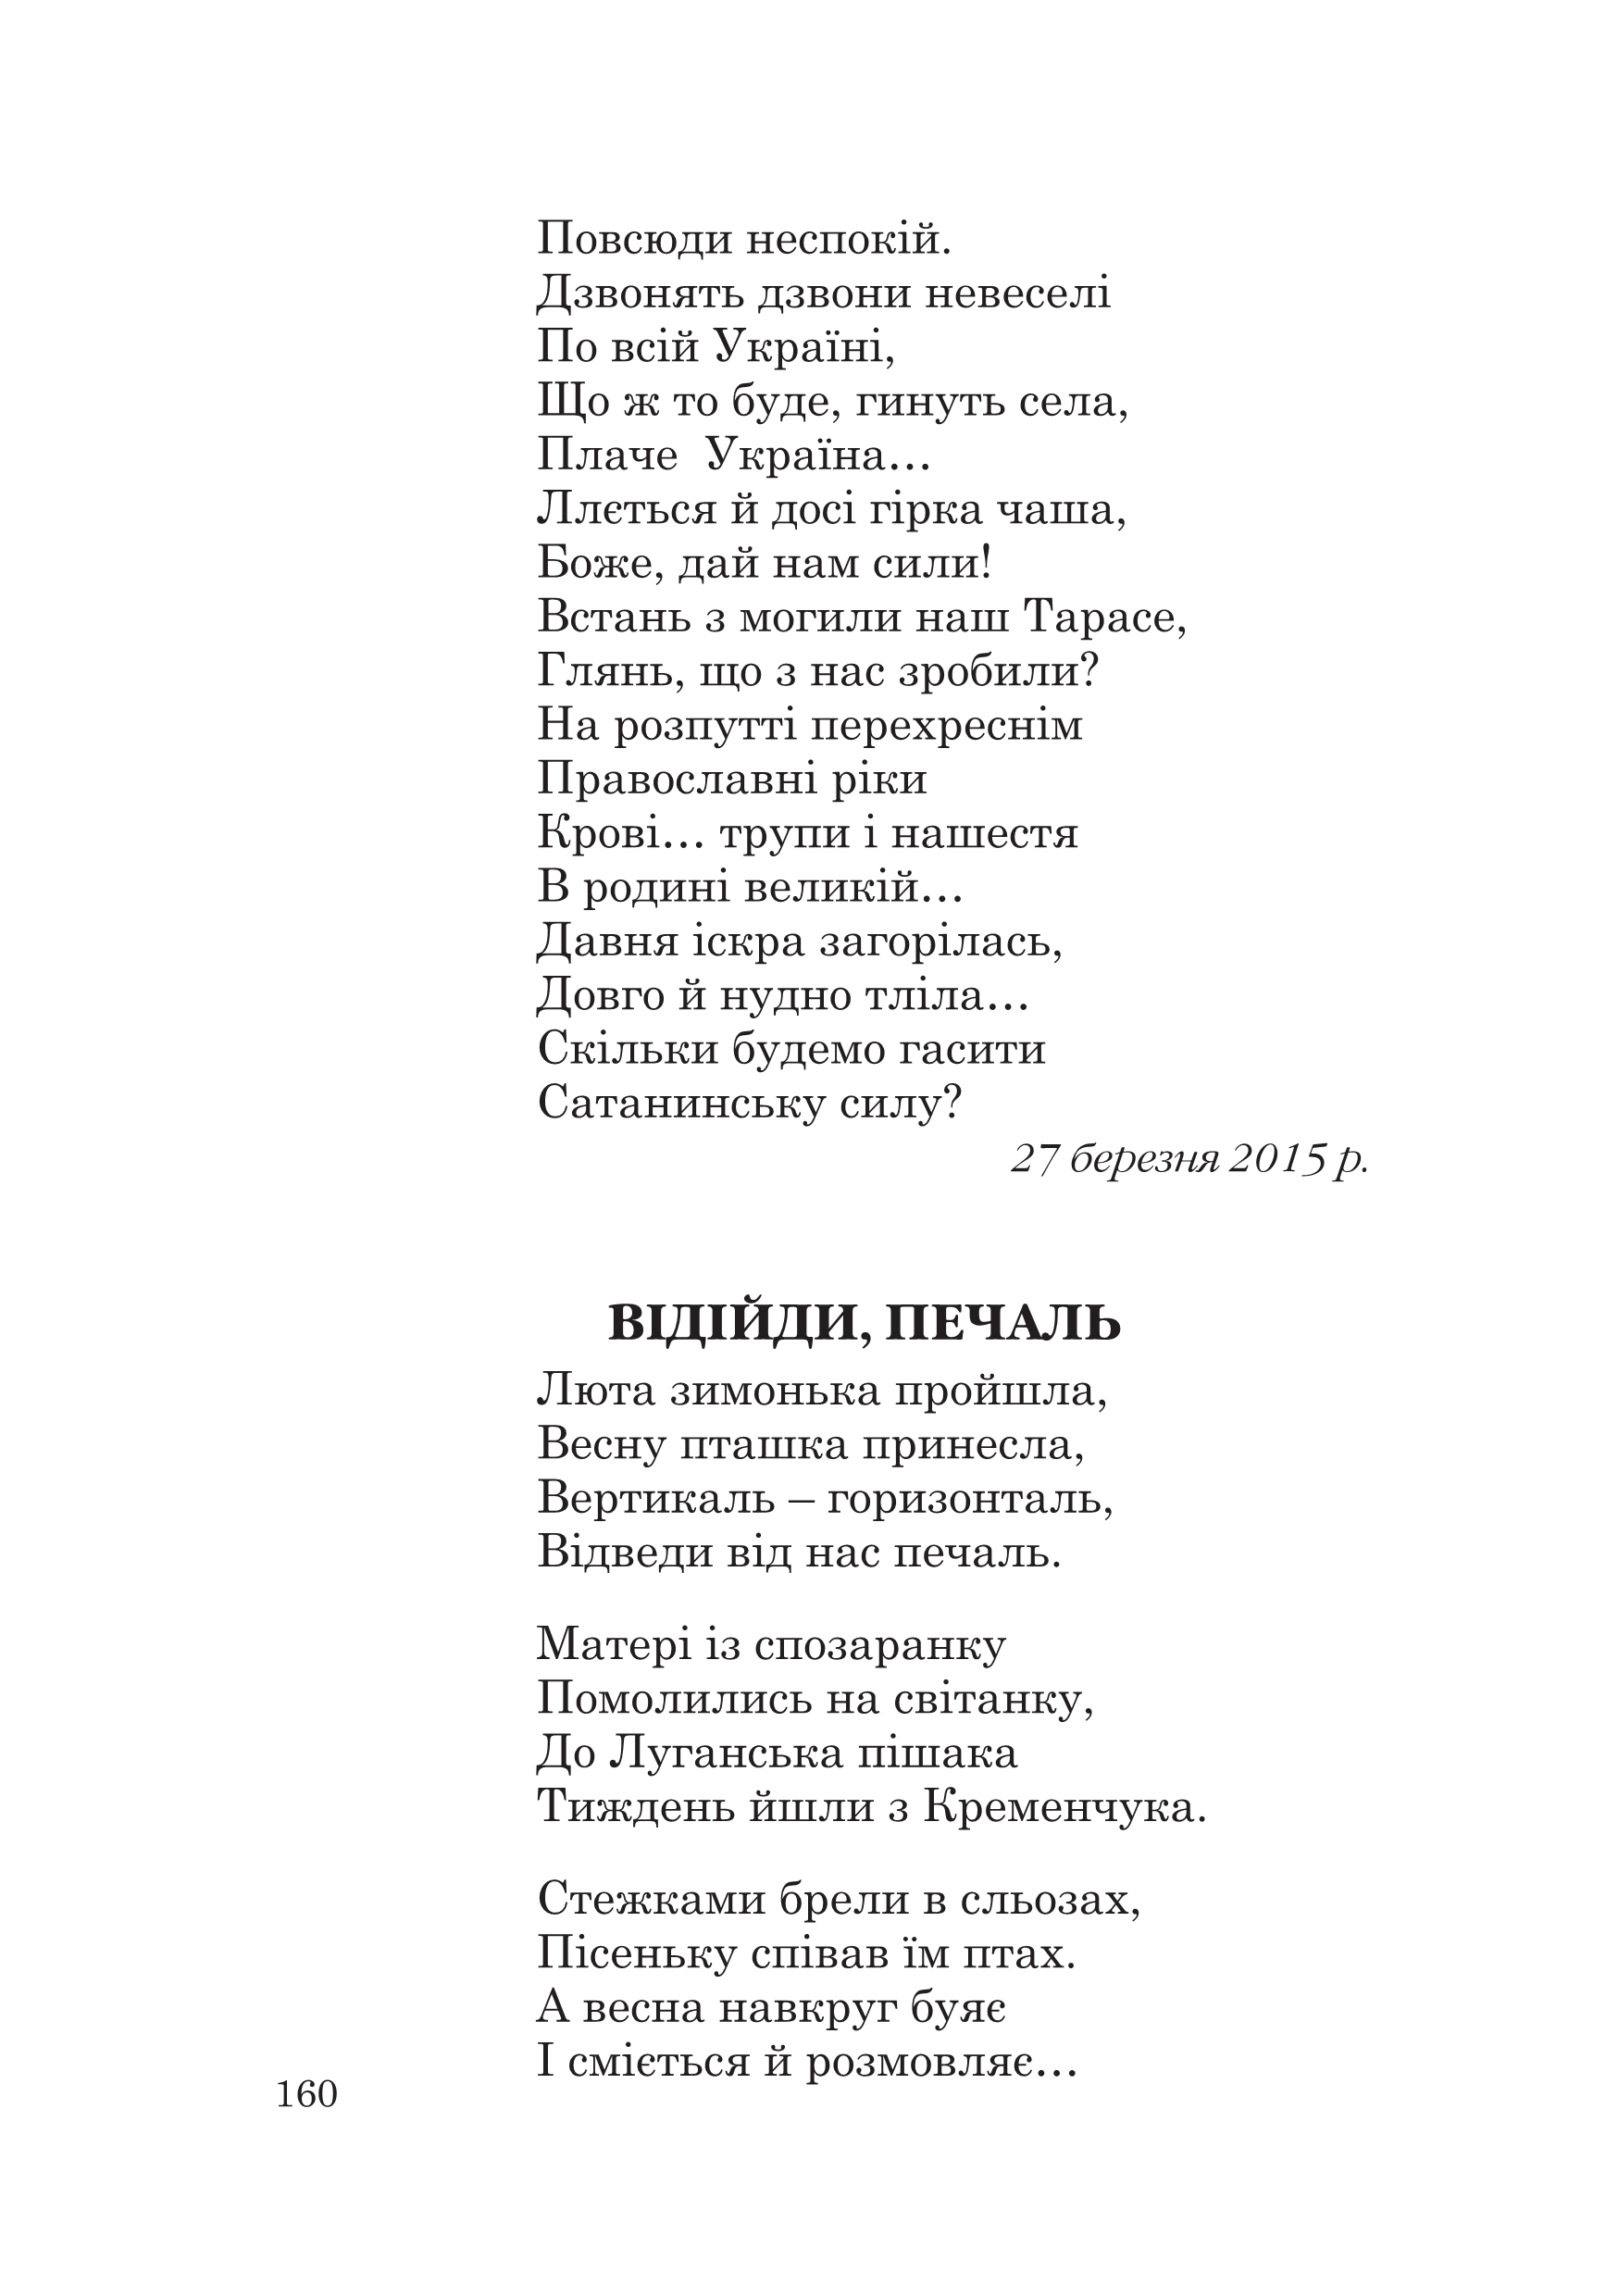 Повсюди неспокій.
Дзвонять дзвони невеселі
По всій Україні,
Що ж то буде, гинуть села,
Плаче  Україна...
Ллється й досі гірка чаша,
Боже, дай нам сили!
Встань з могили наш Тарасе,
Глянь, що з нас зробили?
На розпутті перехреснім
Православні ріки
Крові... трупи і нашестя
В родині великій...
Давня іскра загорілась,
Довго й нудно тліла...
Скільки будемо гасити
Сатанинську силу?
27 березня 2015 р.
ВІДІЙДИ, ПЕЧАЛЬ
Люта зимонька пройшла,
Весну пташка принесла,
Вертикаль – горизонталь,
Відведи від нас печаль.
Матері із спозаранку
Помолились на світанку,
До Луганська пішака
Тиждень йшли з Кременчука.
Стежками брели в сльозах,
Пісеньку співав їм птах.
А весна навкруг буяє
І сміється й розмовляє...
160